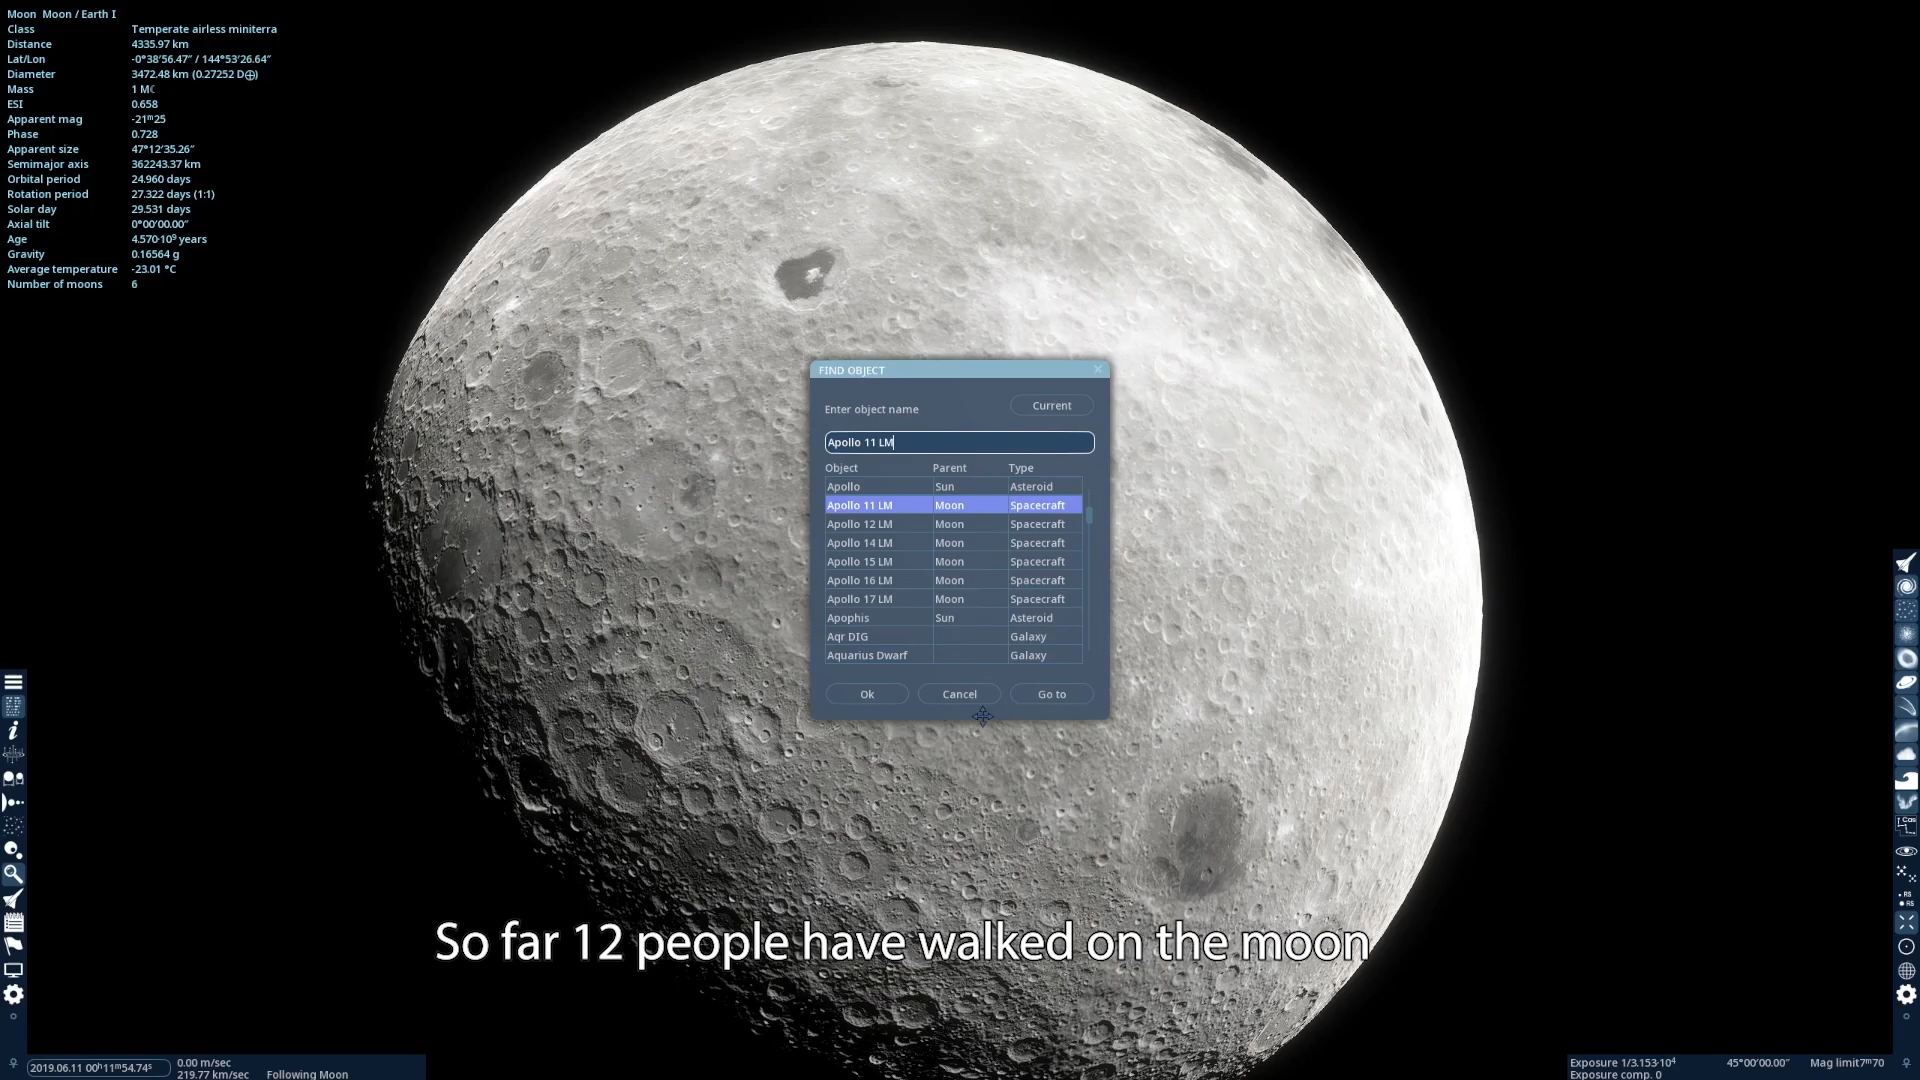 Moon Moon / Earth I
Class Temperate airless miniterra
Distance 4335.97 km
Lat/Lon -0°38′56.47″ / 144°53′26.64″
Diameter 3472.48 km (0.27252 D⊕)
Mass 1 M☾
ESI 0.658
Apparent mag -21ᵐ25
Phase 0.728
Apparent size 47°12′35.26″
Semimajor axis 362243.37 km
Orbital period 24.960 days
Rotation period 27.322 days (1:1)
Solar day 29.531 days
Axial tilt 0°00′00.00″
Age 4.570·10⁹ years
Gravity 0.16564 g
Average temperature -23.01 °C
Number of moons 6
FIND OBJECT
Current
Enter object name
Apollo 11 LM
Object Parent Type
Apollo Sun Asteroid
Apollo 11 LM Moon Spacecraft
Apollo 12 LM Moon Spacecraft
Apollo 14 LM Moon Spacecraft
Apollo 15 LM Moon Spacecraft
Apollo 16 LM Moon Spacecraft
Apollo 17 LM Moon Spacecraft
Apophis Sun Asteroid
Aqr DIG Galaxy
Aquarius Dwarf Galaxy
Ok Cancel Go to
Cas
RS
RS
So far 12 people have walked on the moon
2019.06.11 00ʰ11ᵐ54.74ˢ
0.00 m/sec
219.77 km/sec Following Moon
Exposure 1/3.153·10⁴ 45°00′00.00″ Mag limit7ᵐ70
Exposure comp. 0